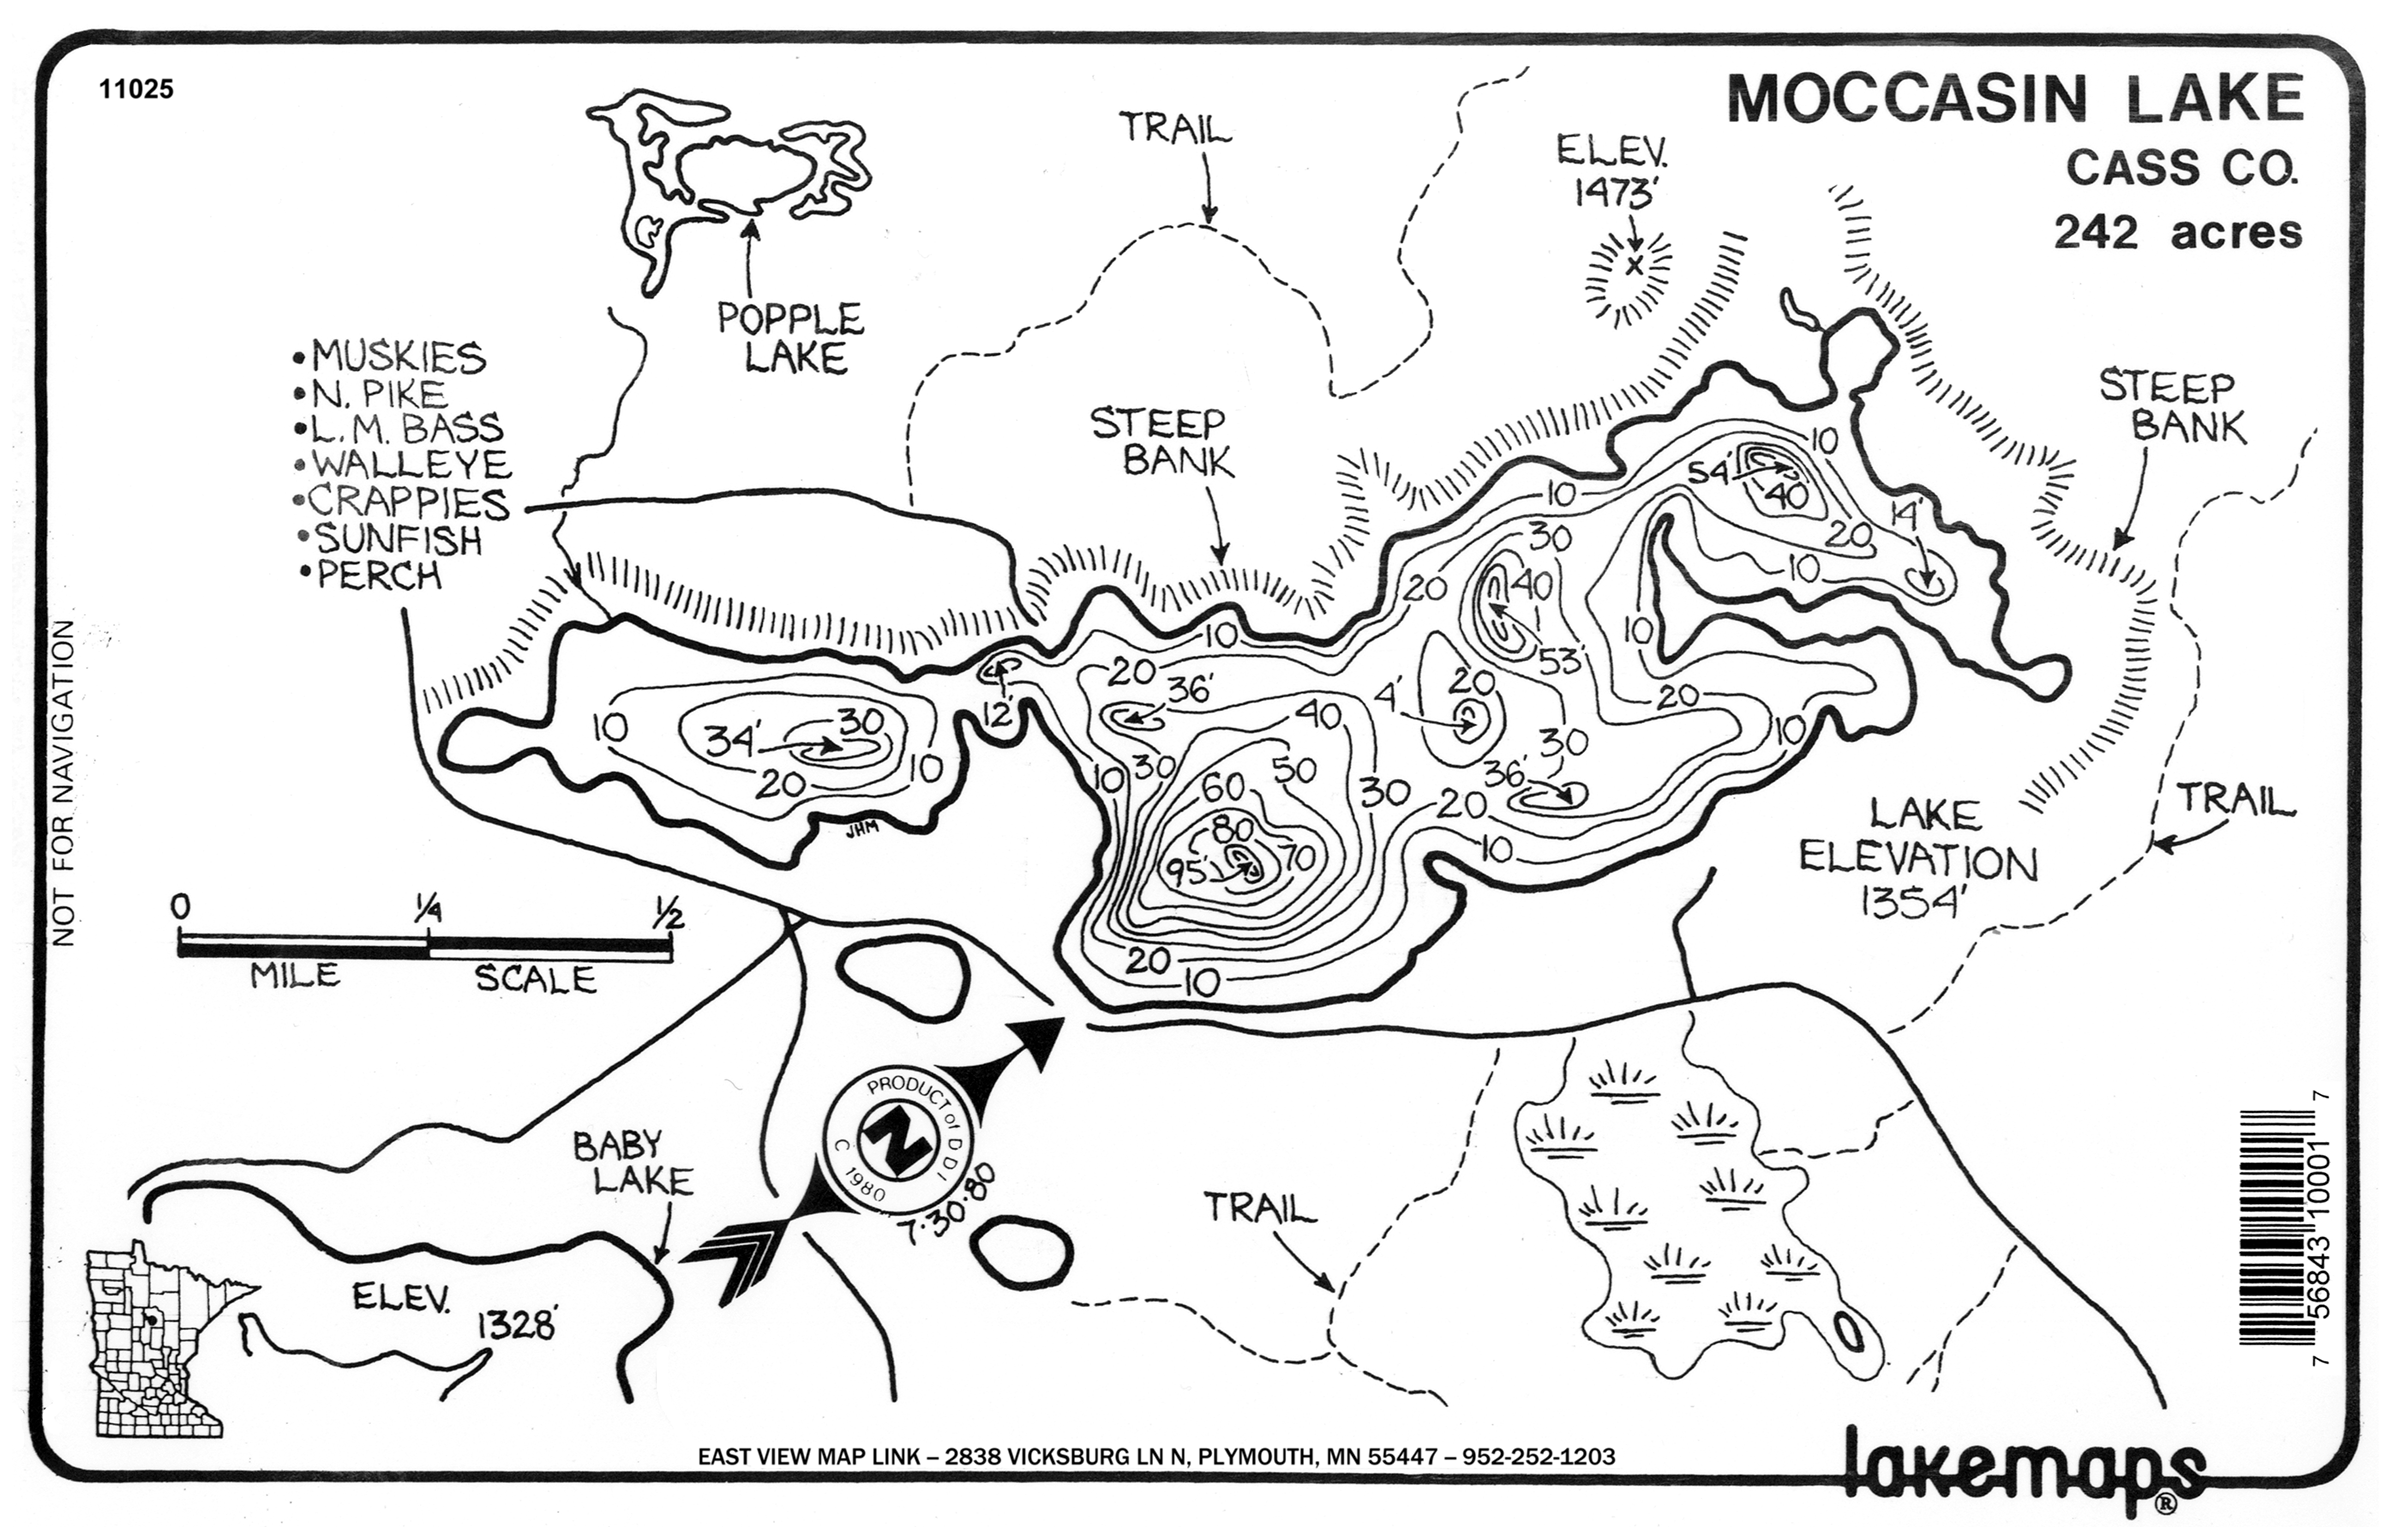 11025
MOCCASIN LAKE
CASS CO.
242 acres
TRAIL
ELEV.
1473'
POPPLE
LAKE
•MUSKIES
•N. PIKE
•L.M. BASS
•WALLEYE
•CRAPPIES
•SUNFISH
•PERCH
STEEP
BANK
STEEP
BANK
10
54'
40
10
14'
20
30
10
20
40
10
10
53'
20
36'
4'
20
20
12'
40
10
10
30
34'
30
10
20
10
30
50
60
30
36'
20
80
70
95'
10
20
10
JHM
LAKE
ELEVATION
1354'
TRAIL
NOT FOR NAVIGATION
0 1/4 1/2
MILE SCALE
PRODUCT of DDI
N
C 1980
7·30·80
BABY
LAKE
ELEV.
1328'
TRAIL
7 56843 10001 7
EAST VIEW MAP LINK – 2838 VICKSBURG LN N, PLYMOUTH, MN 55447 – 952-252-1203
lakemaps®